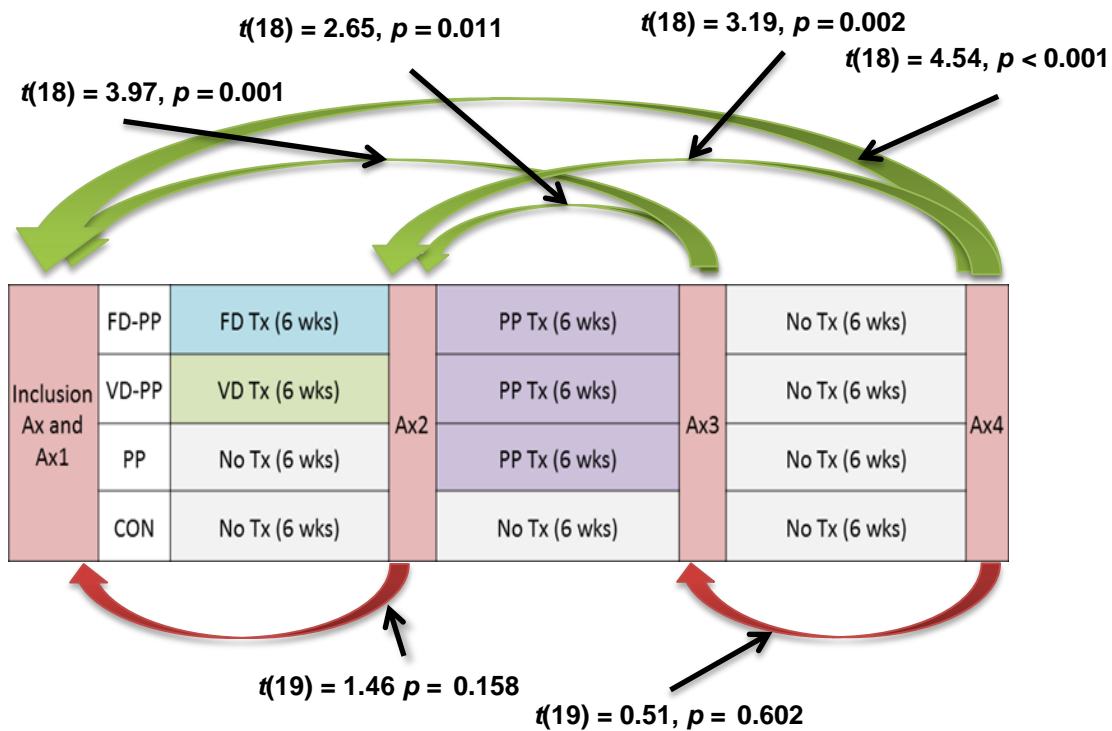 t(18) = 2.65, p = 0.011
t(18) = 3.19, p = 0.002
t(18) = 4.54, p < 0.001
t(18) = 3.97, p = 0.001
Inclusion
Ax and
Ax1
FD-PP
FD Tx (6 wks)
PP Tx (6 wks)
No Tx (6 wks)
VD-PP
VD Tx (6 wks)
PP Tx (6 wks)
No Tx (6 wks)
Ax2
Ax3
Ax4
PP
No Tx (6 wks)
PP Tx (6 wks)
No Tx (6 wks)
CON
No Tx (6 wks)
No Tx (6 wks)
No Tx (6 wks)
t(19) = 1.46 p = 0.158
t(19) = 0.51, p = 0.602